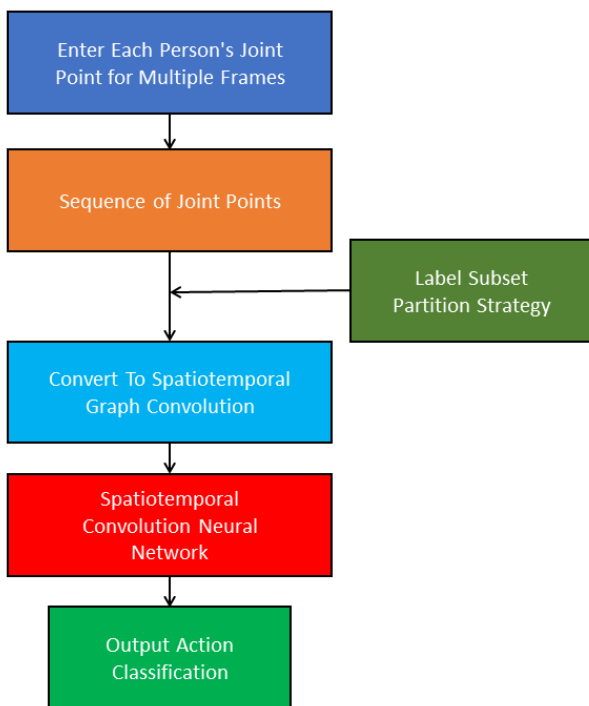 Enter Each Person's Joint
Point for Multiple Frames
Sequence of Joint Points
Label Subset
Partition Strategy
Convert To Spatiotemporal
Graph Convolution
Spatiotemporal
Convolution Neural
Network
Output Action
Classification